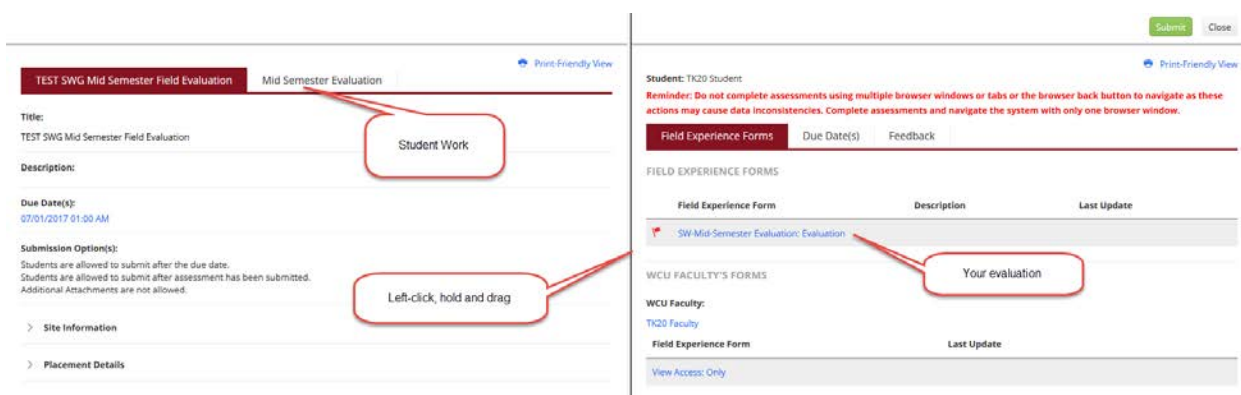 Submit Close
Print-Friendly View
TEST SWG Mid Semester Field Evaluation Mid Semester Evaluation
Title:
TEST SWG Mid Semester Field Evaluation
Student Work
Description:
Due Date(s):
07/01/2017 01:00 AM
Submission Option(s):
Students are allowed to submit after the due date.
Students are allowed to submit after assessment has been submitted.
Additional Attachments are not allowed.
Left-click, hold and drag
Site Information
Placement Details
Print-Friendly View
Student: TK20 Student
Reminder: Do not complete assessments using multiple browser windows or tabs or the browser back button to navigate as these
actions may cause data inconsistencies. Complete assessments and navigate the system with only one browser window.
Field Experience Forms Due Date(s) Feedback
FIELD EXPERIENCE FORMS
Field Experience Form Description Last Update
SW-Mid-Semester Evaluation: Evaluation
Your evaluation
WCU FACULTY'S FORMS
WCU Faculty:
TK20 Faculty
Field Experience Form Last Update
View Access: Only